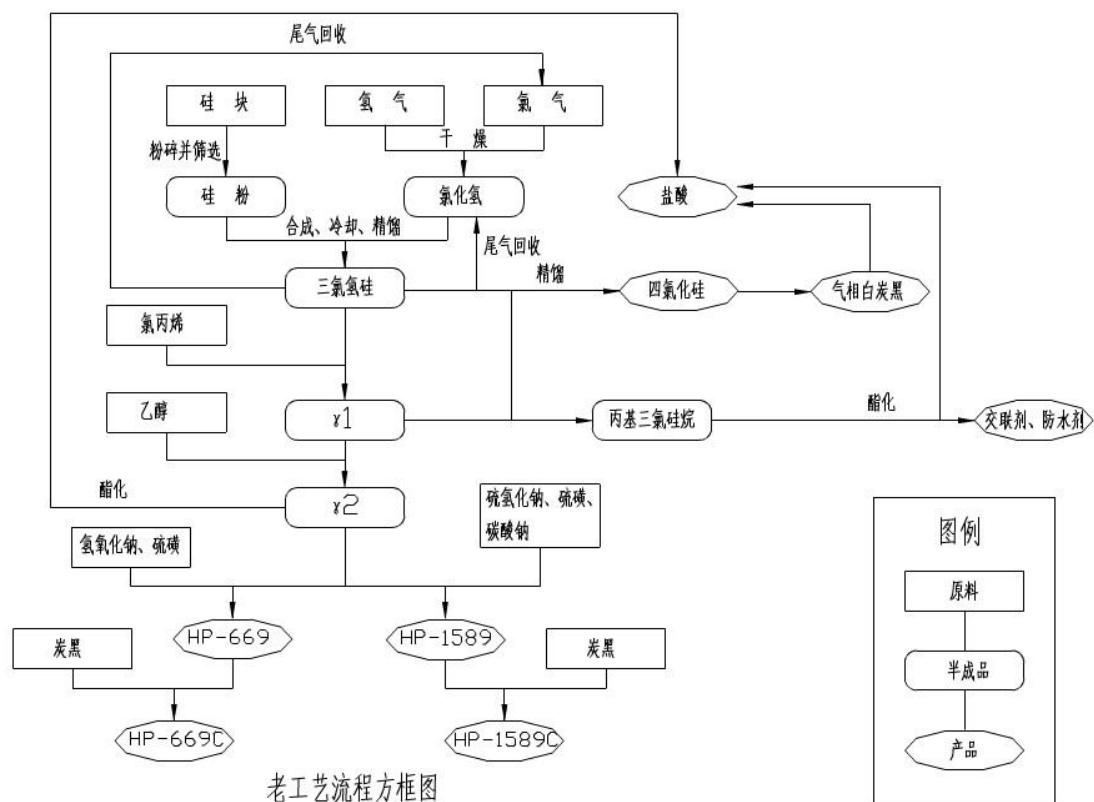 尾气回收
硅 块
氢 气
氯 气
干 燥
粉碎并筛选
硅 粉
氯化氢
盐酸
合成、冷却、精馏
尾气回收
三氯氢硅
精馏
四氯化硅
气相白炭黑
氯丙烯
乙醇
γ1
丙基三氯硅烷
酯化
交联剂、防水剂
酯化
γ2
硫氢化钠、硫磺、
碳酸钠
氢氧化钠、硫磺
图例
原料
半成品
产品
HP-669
HP-1589
炭黑
炭黑
HP-669C
HP-1589C
老工艺流程方框图